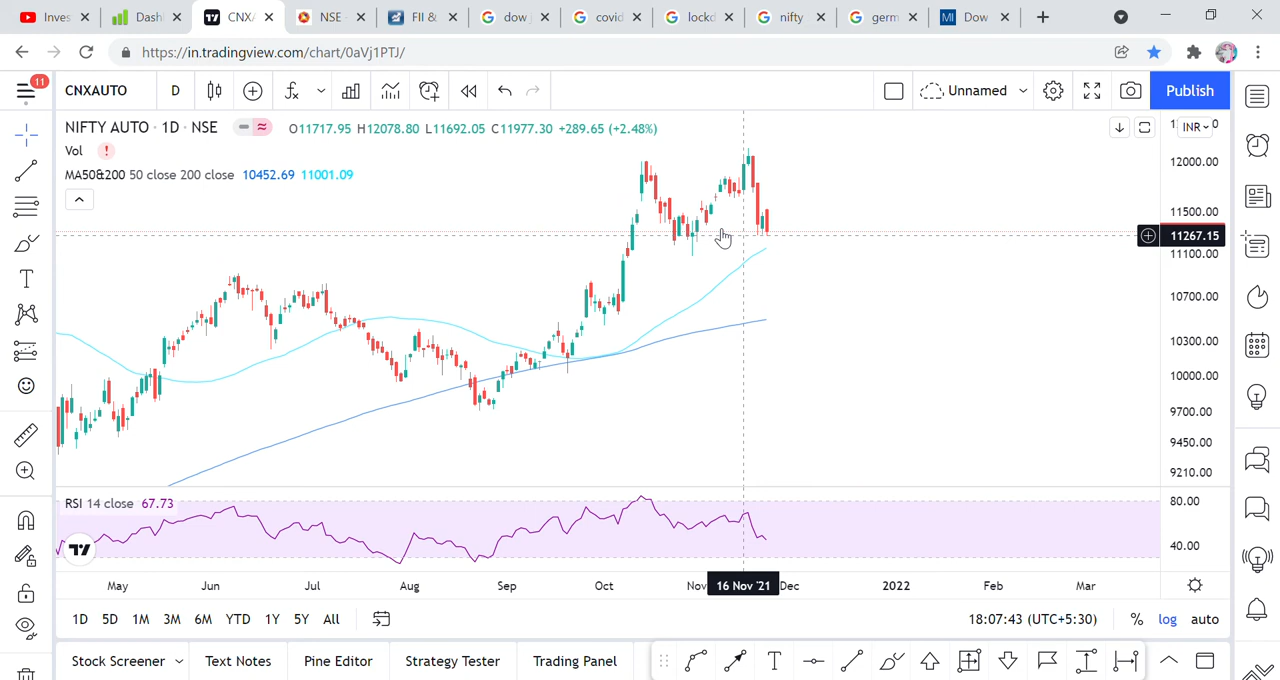 Inves
Dash
CNXA
NSE -
FII &
dow j
covid
lockd
nifty
germ
MI Dow
https://in.tradingview.com/chart/0aVj1PTJ/
11
CNXAUTO
D
Unnamed
Publish
NIFTY AUTO · 1D · NSE
O11717.95 H12078.80 L11692.05 C11977.30 +289.65 (+2.48%)
INR
Vol !
MA50&200 50 close 200 close 10452.69 11001.09
12000.00
11500.00
11267.15
11100.00
10700.00
10300.00
10000.00
9700.00
9450.00
9210.00
RSI 14 close 67.73
80.00
40.00
May Jun Jul Aug Sep Oct Nov 16 Nov '21 Dec 2022 Feb Mar
1D 5D 1M 3M 6M YTD 1Y 5Y All
18:07:43 (UTC+5:30) % log auto
Stock Screener Text Notes Pine Editor Strategy Tester Trading Panel